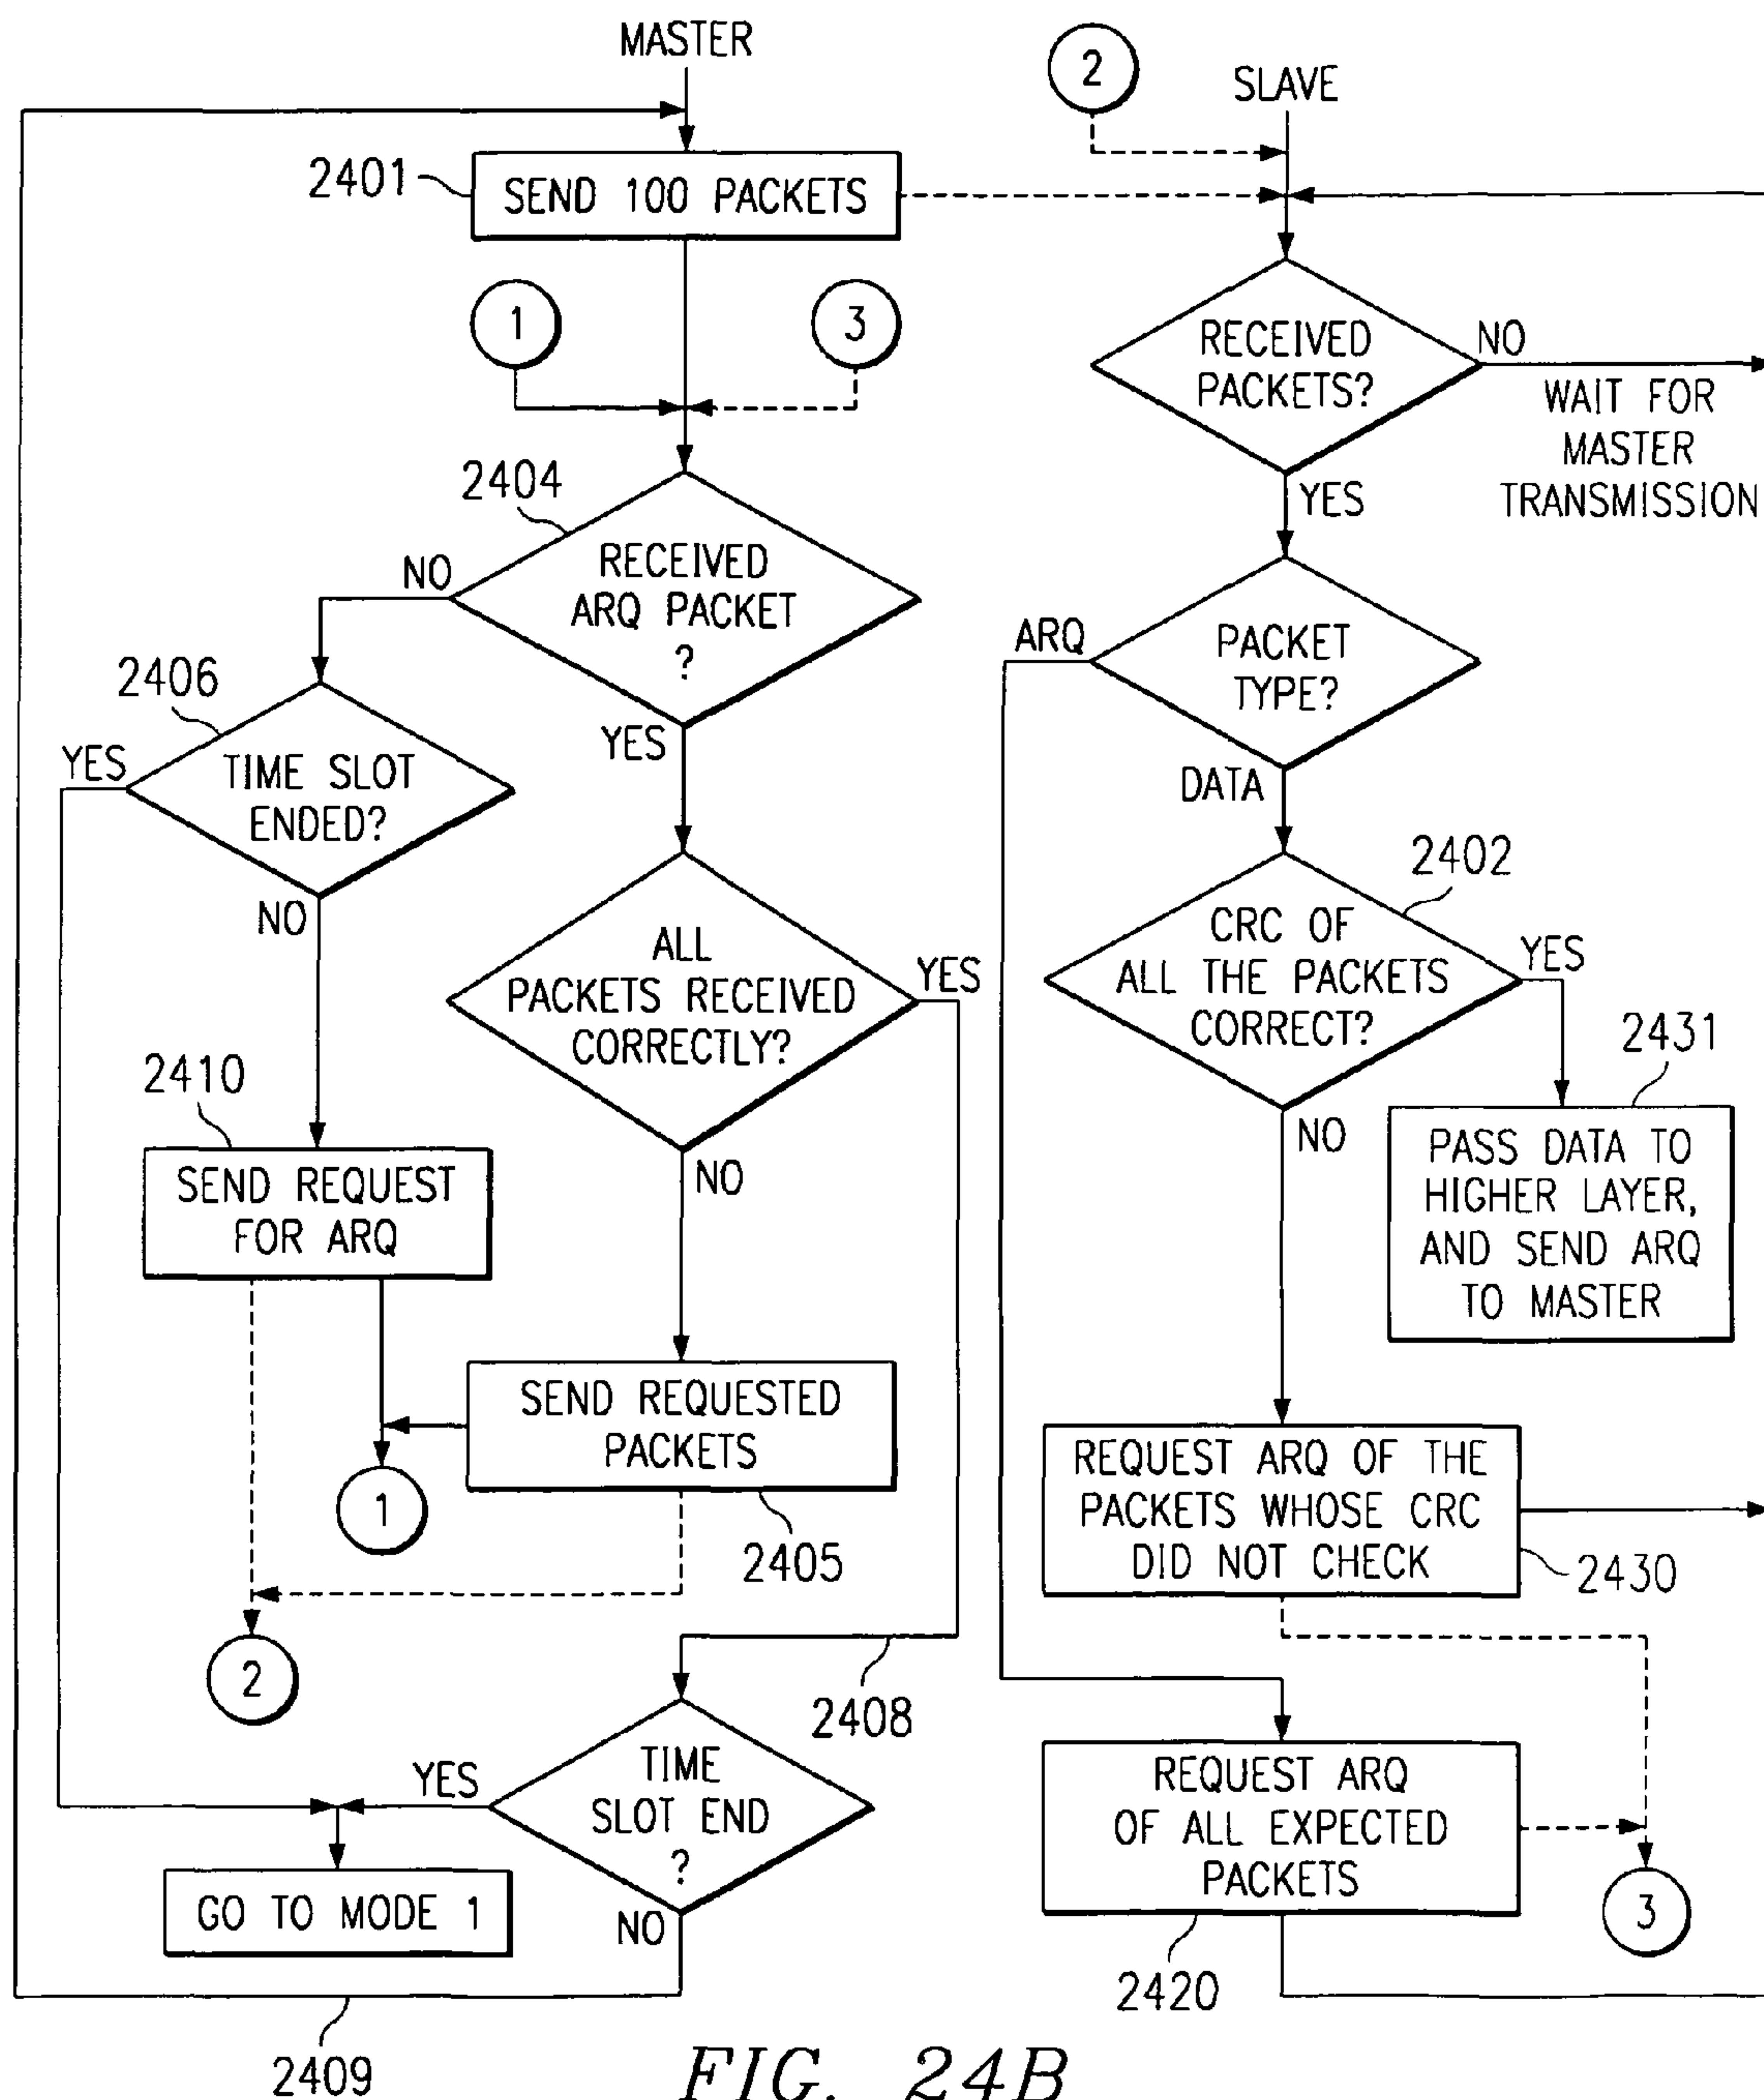 MASTER
2
SLAVE
2401
SEND 100 PACKETS
1
3
RECEIVED
PACKETS?
NO
WAIT FOR
MASTER
TRANSMISSION
YES
2404
NO
RECEIVED
ARQ PACKET
?
YES
ARQ
PACKET
TYPE?
DATA
2406
YES
TIME SLOT
ENDED?
NO
2402
CRC OF
ALL THE PACKETS
CORRECT?
YES
ALL
PACKETS RECEIVED
CORRECTLY?
YES
NO
2431
PASS DATA TO
HIGHER LAYER,
AND SEND ARQ
TO MASTER
NO
2410
SEND REQUEST
FOR ARQ
SEND REQUESTED
PACKETS
1
2405
2
REQUEST ARQ OF THE
PACKETS WHOSE CRC
DID NOT CHECK
2430
2408
TIME
SLOT END
?
YES
NO
GO TO MODE 1
REQUEST ARQ
OF ALL EXPECTED
PACKETS
3
2420
2409
FIG. 24B